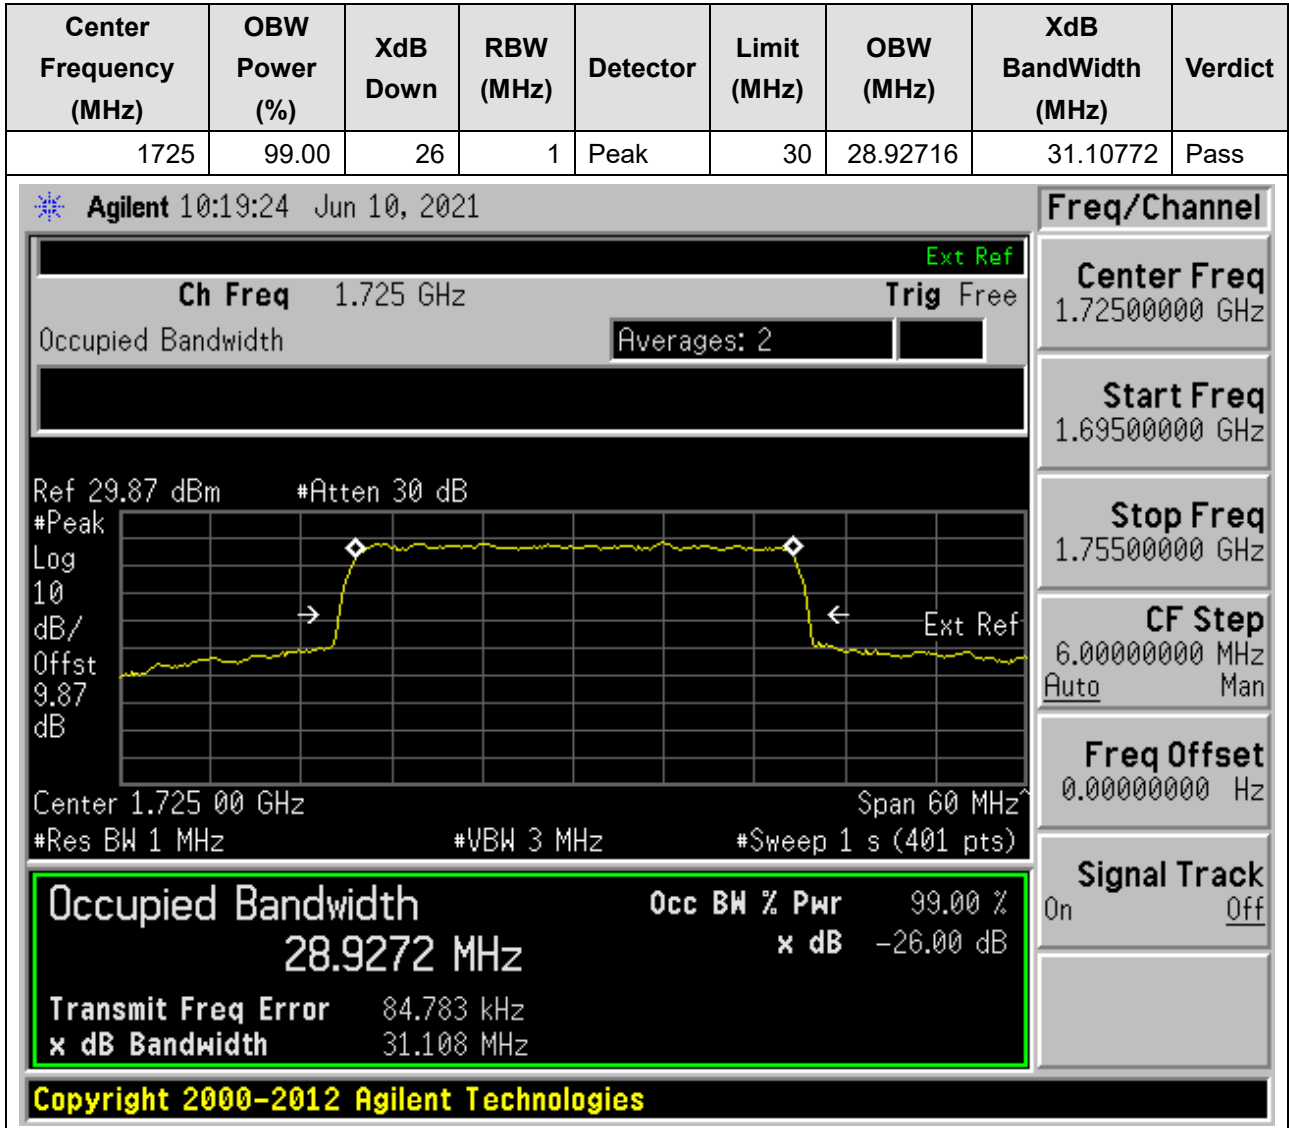 Center Frequency (MHz) OBW Power (%) XdB Down RBW (MHz) Detector Limit (MHz) OBW (MHz) XdB BandWidth (MHz) Verdict
1725 99.00 26 1 Peak 30 28.92716 31.10772 Pass
Agilent 10:19:24 Jun 10, 2021
Ext Ref
Ch Freq 1.725 GHz Trig Free
Occupied Bandwidth Averages: 2
Ref 29.87 dBm #Atten 30 dB
#Peak
Log
10
dB/
Offst
9.87
dB
Ext Ref
Center 1.725 00 GHz Span 60 MHz^
#Res BW 1 MHz #VBW 3 MHz #Sweep 1 s (401 pts)
Occupied Bandwidth
28.9272 MHz
Occ BW % Pwr 99.00 %
x dB -26.00 dB
Transmit Freq Error 84.783 kHz
x dB Bandwidth 31.108 MHz
Copyright 2000-2012 Agilent Technologies
Freq/Channel
Center Freq
1.72500000 GHz
Start Freq
1.69500000 GHz
Stop Freq
1.75500000 GHz
CF Step
6.00000000 MHz
Auto Man
Freq Offset
0.00000000 Hz
Signal Track
On Off